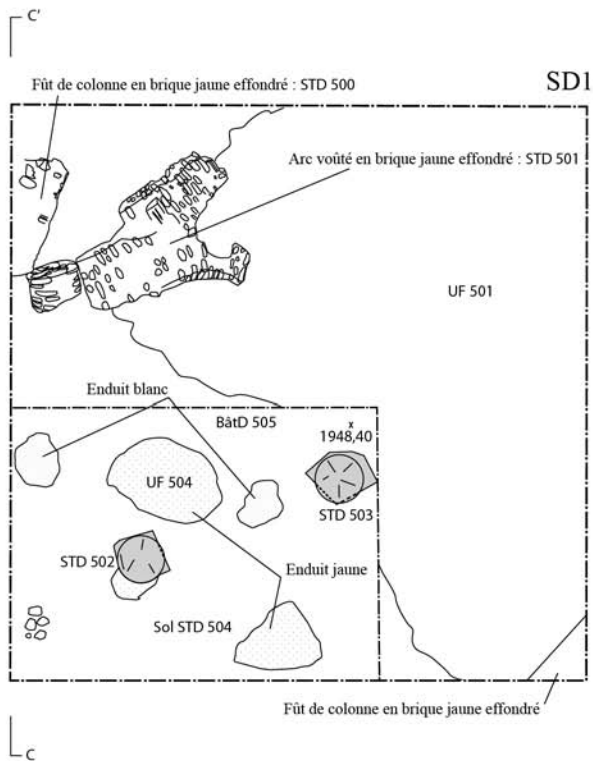 C'
Fût de colonne en brique jaune effondré : STD 500
SD1
Arc voûté en brique jaune effondré : STD 501
UF 501
Enduit blanc
BâtD 505
x
1948,40
UF 504
STD 503
STD 502
Enduit jaune
Sol STD 504
Fût de colonne en brique jaune effondré
C